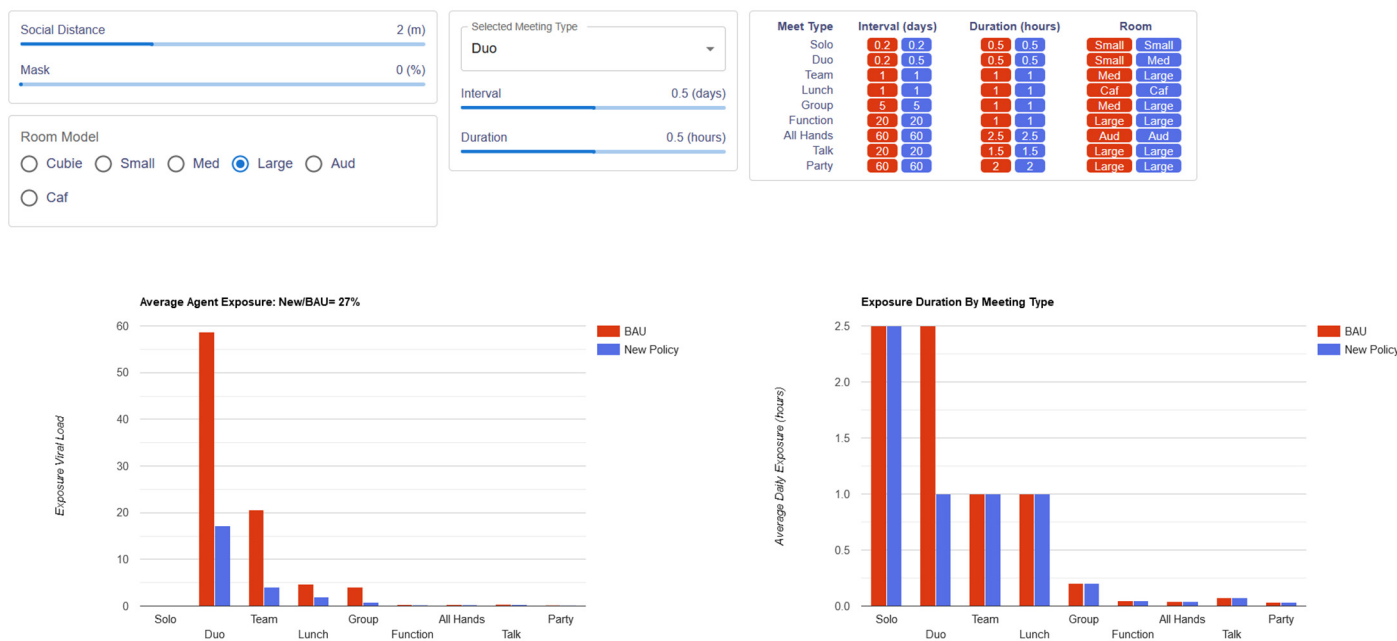 Social Distance 2 (m)
Mask 0 (%)
Room Model
Cubie Small Med Large Aud
Caf
Selected Meeting Type
Duo
Interval 0.5 (days)
Duration 0.5 (hours)
Meet Type Interval (days) Duration (hours) Room
Solo 0.2 0.2 0.5 0.5 Small Small
Duo 0.2 0.5 0.5 0.5 Small Med
Team 1 1 1 1 Med Large
Lunch 1 1 1 1 Caf Caf
Group 5 5 1 1 Med Large
Function 20 20 1 1 Large Large
All Hands 60 60 2.5 2.5 Aud Aud
Talk 20 20 1.5 1.5 Large Large
Party 60 60 2 2 Large Large
Average Agent Exposure: New/BAU= 27%
60
50
40
30
20
10
0
Exposure Viral Load
Solo Team Group All Hands Party
Duo Lunch Function Talk
BAU
New Policy
Exposure Duration By Meeting Type
2.5
2.0
1.5
1.0
0.5
0.0
Average Daily Exposure (hours)
Solo Team Group All Hands Party
Duo Lunch Function Talk
BAU
New Policy